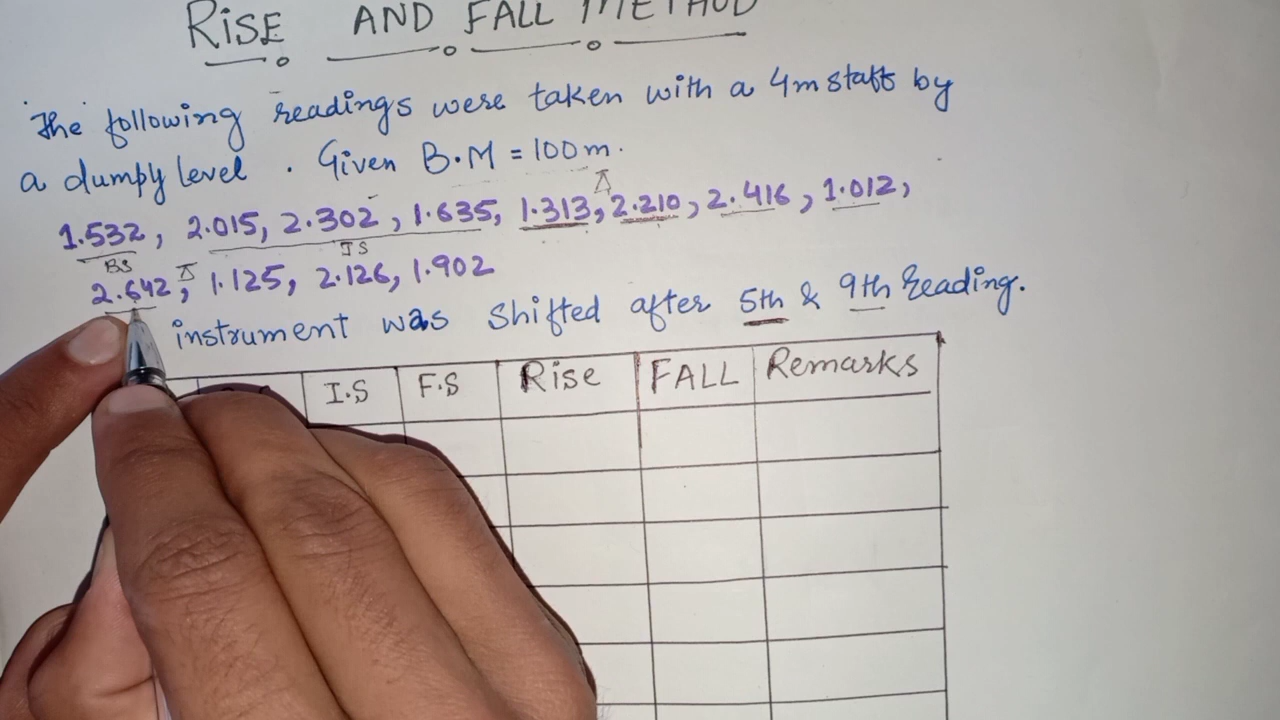 RiSE AND FALL METHOD
The following readings were taken with a 4m staff by
a dumpy level . Given B.M = 100m.
1.532, 2.015, 2.302, 1.635, 1.313, 2.210, 2.416, 1.012,
BS IS
2.642, 1.125, 2.126, 1.902
instrument was shifted after 5th & 9th reading.
I.S F.S Rise FALL Remarks